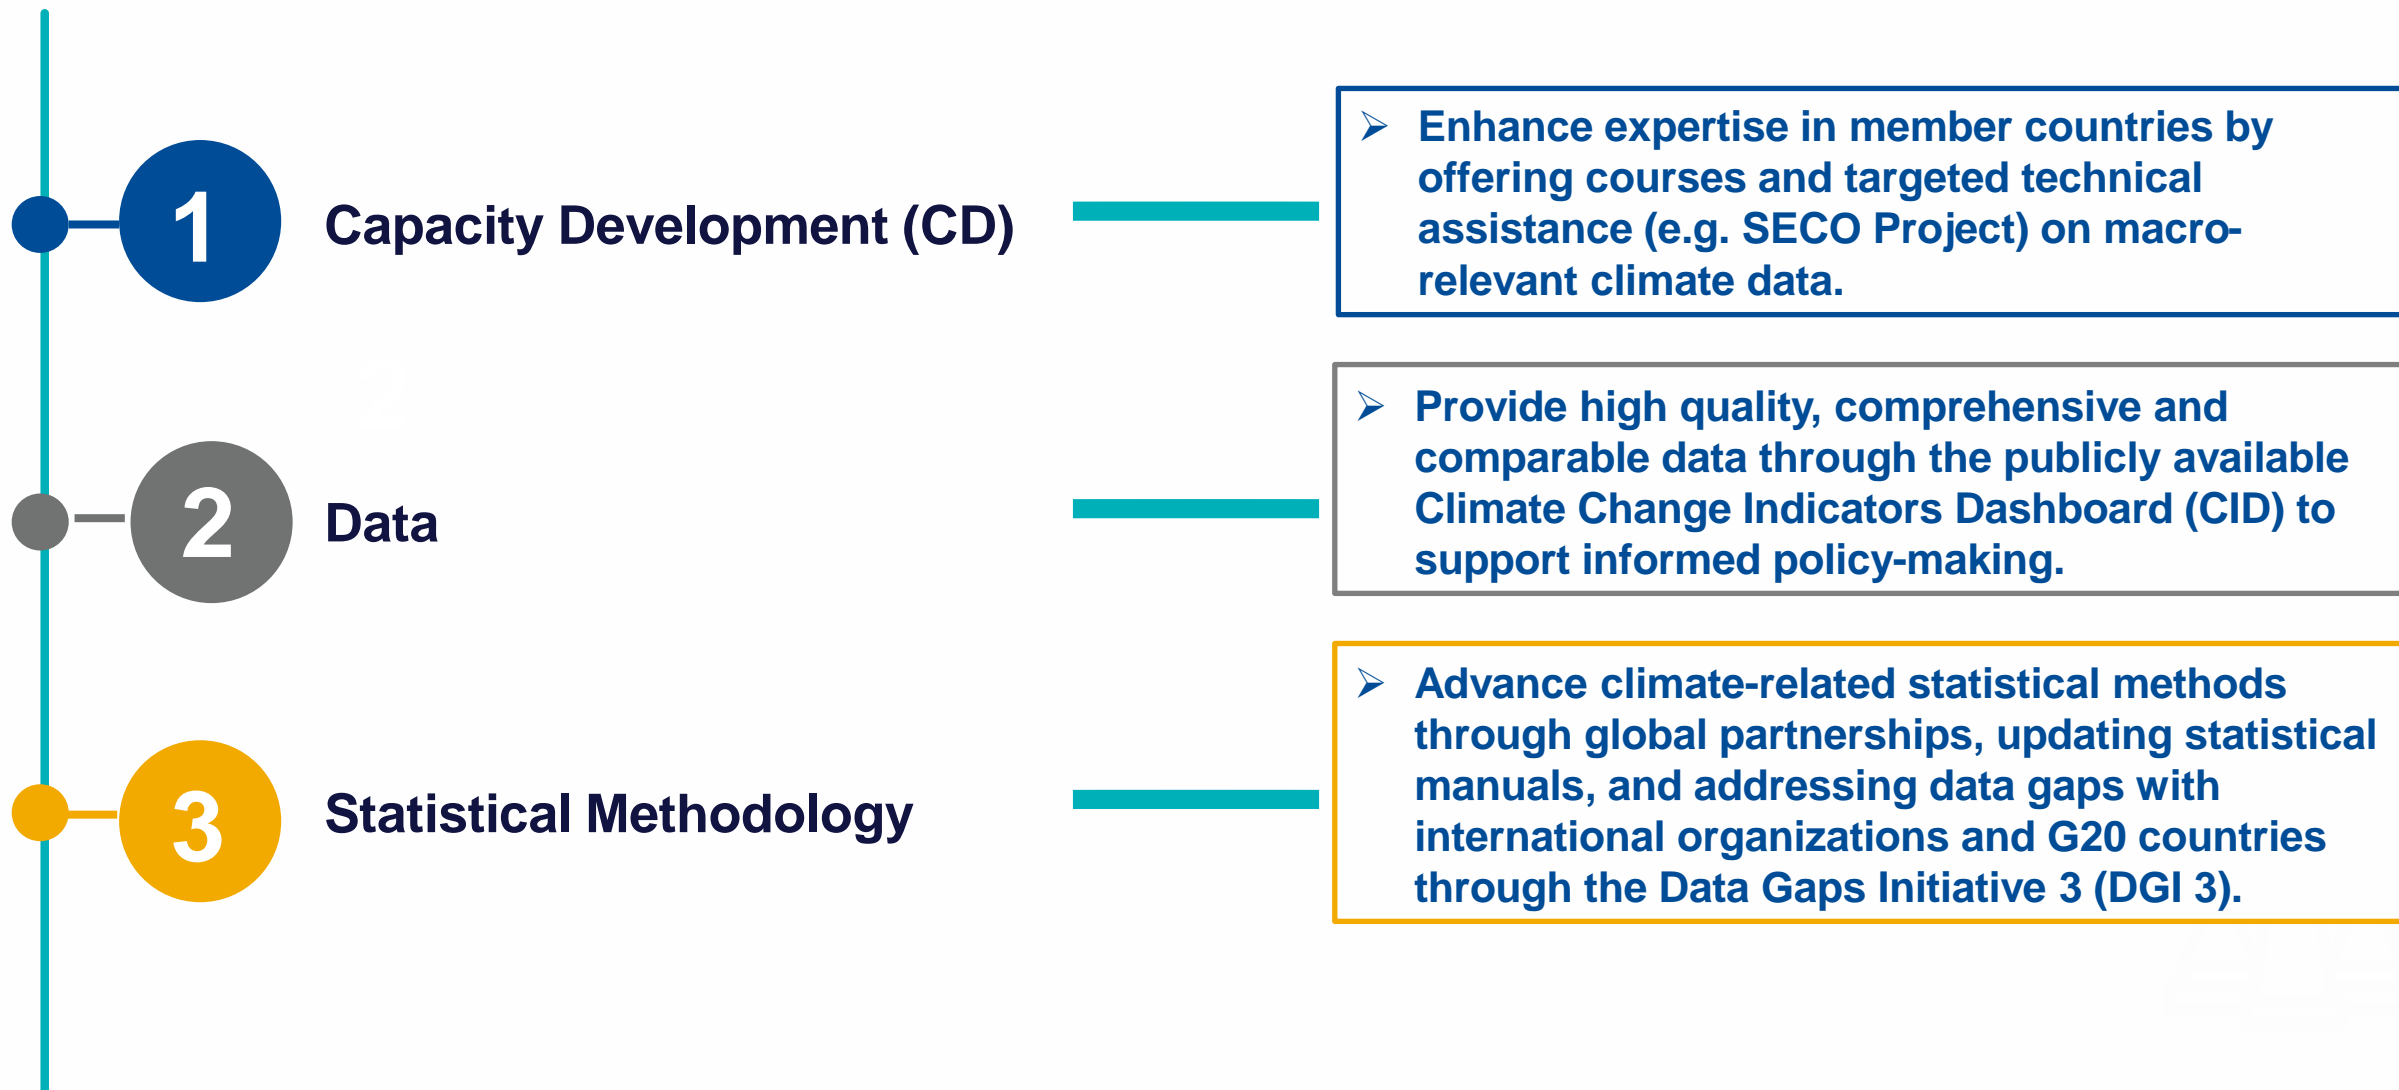 1
Capacity Development (CD)
➢ Enhance expertise in member countries by
offering courses and targeted technical
assistance (e.g. SECO Project) on macro-
relevant climate data.
2
Data
➢ Provide high quality, comprehensive and
comparable data through the publicly available
Climate Change Indicators Dashboard (CID) to
support informed policy-making.
3
Statistical Methodology
➢ Advance climate-related statistical methods
through global partnerships, updating statistical
manuals, and addressing data gaps with
international organizations and G20 countries
through the Data Gaps Initiative 3 (DGI 3).